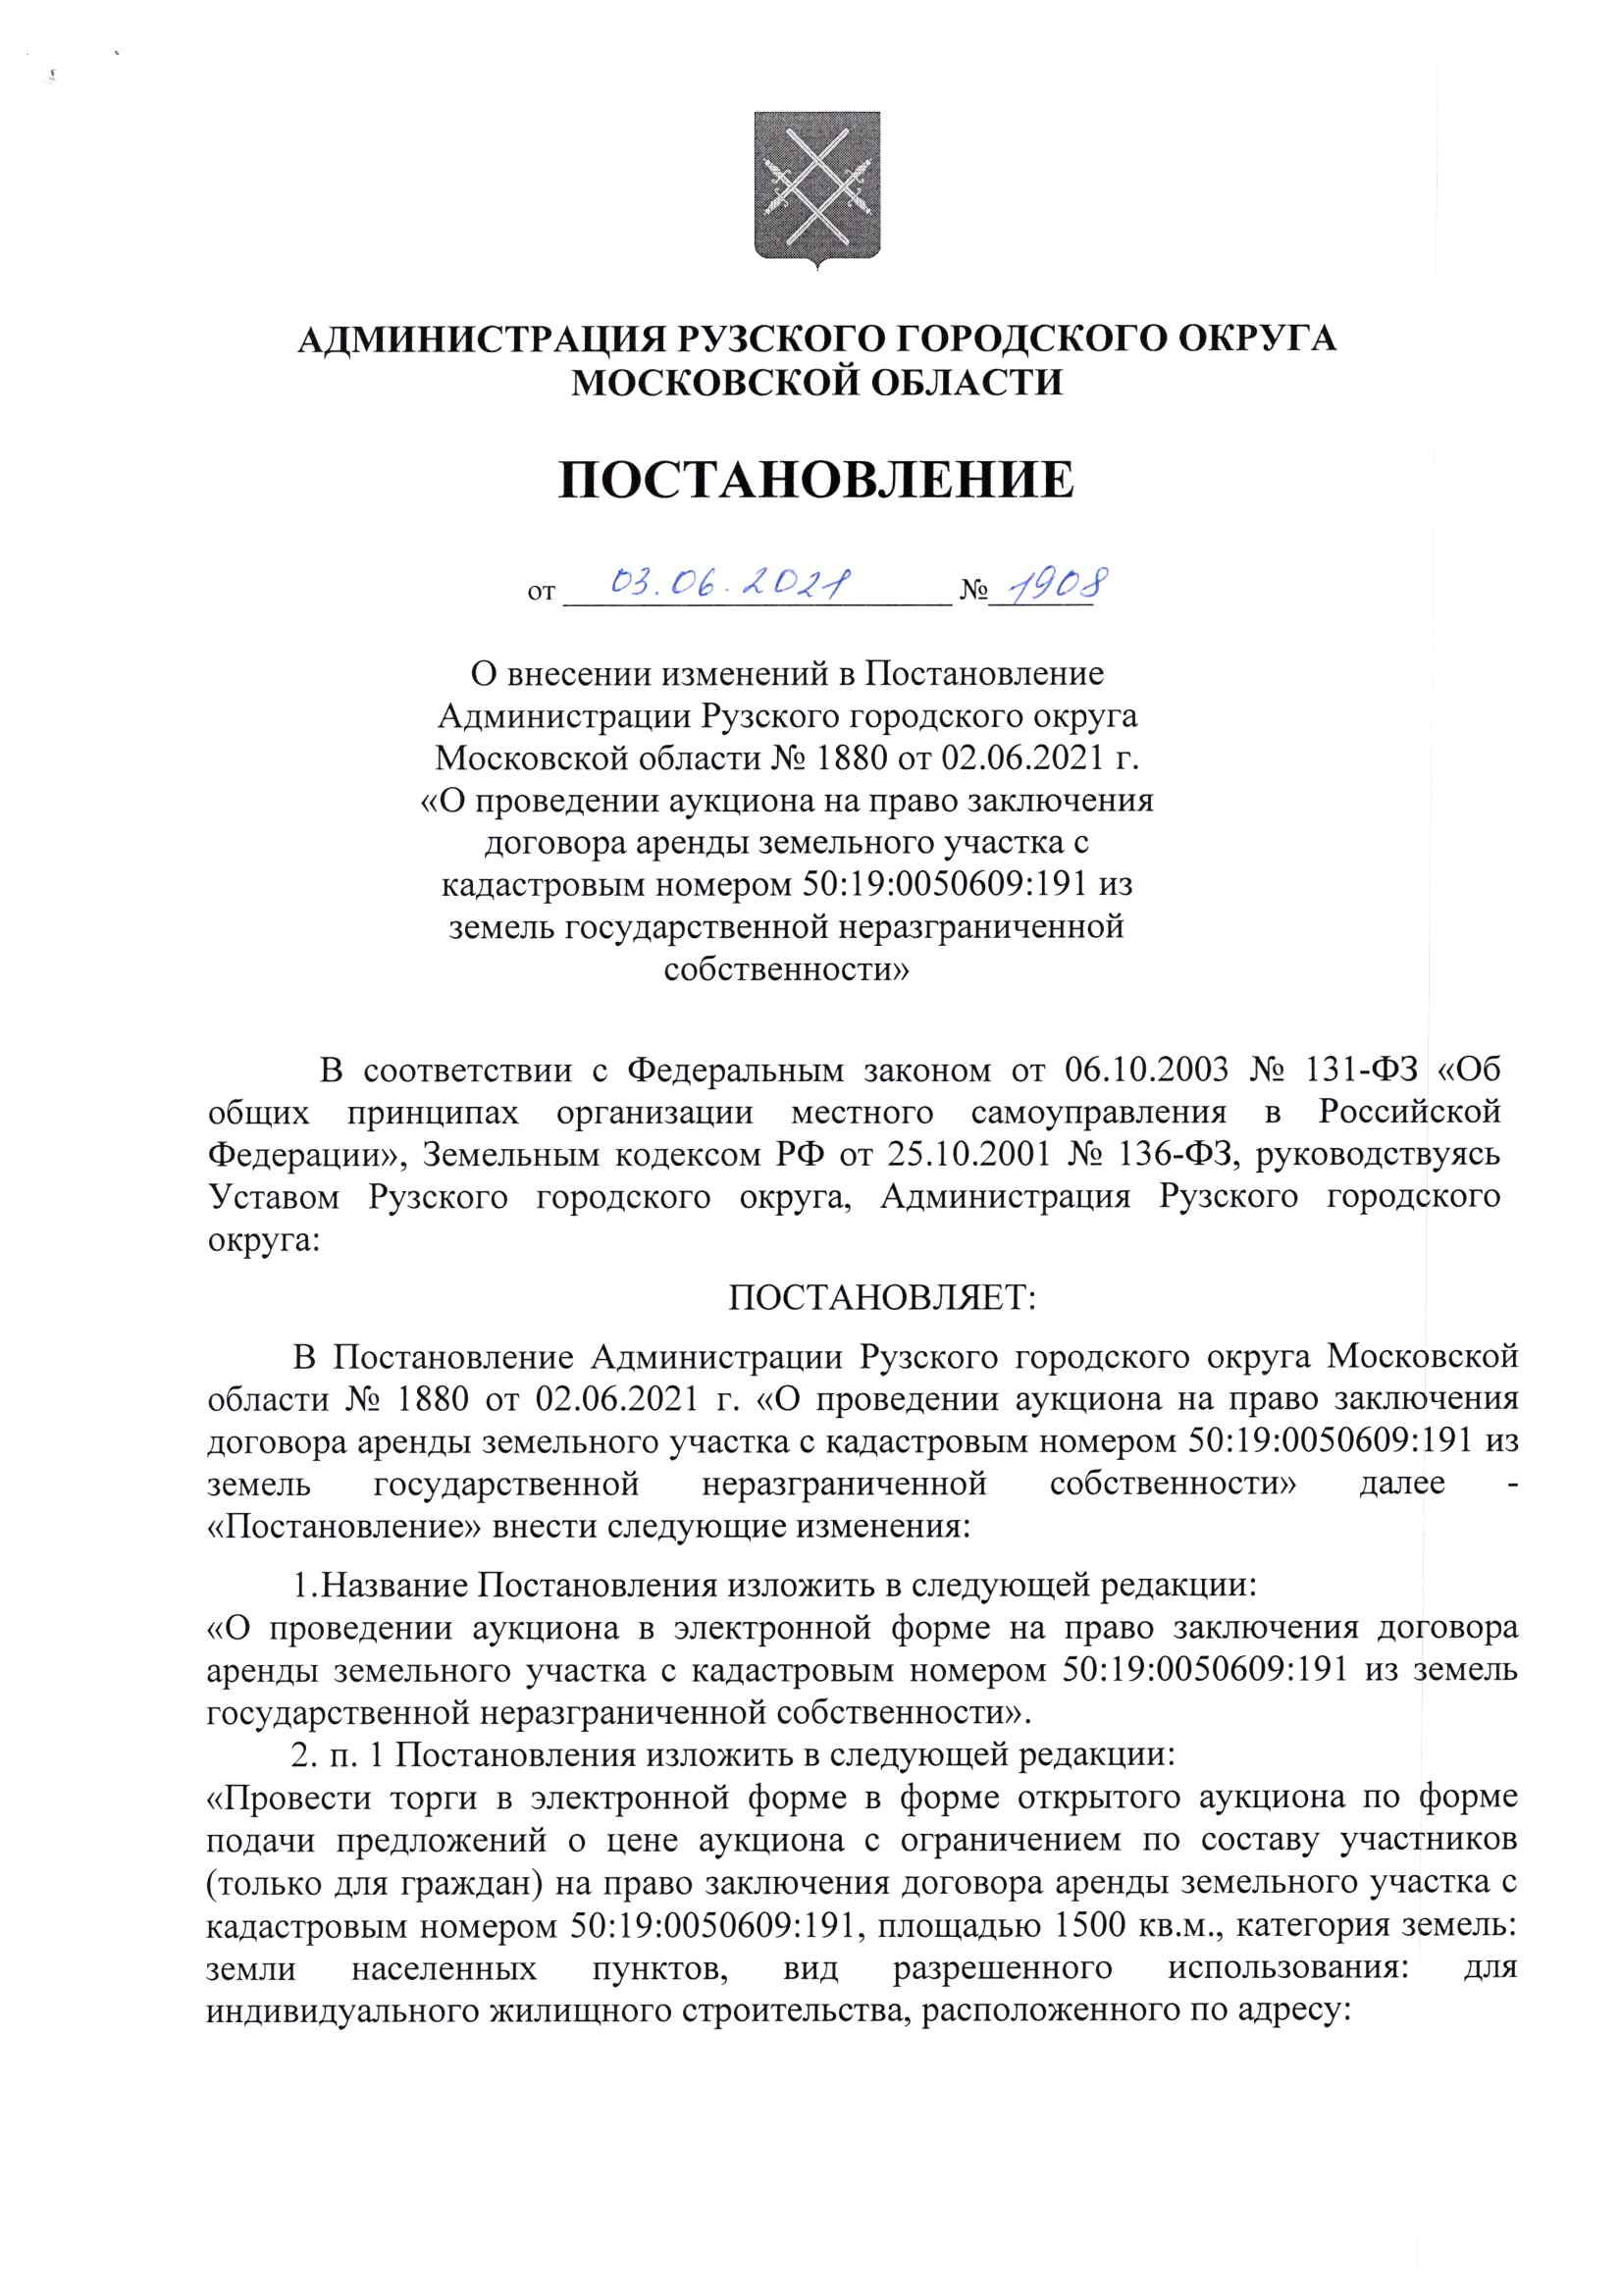 АДМИНИСТРАЦИЯ РУЗСКОГО ГОРОДСКОГО ОКРУГА
МОСКОВСКОЙ ОБЛАСТИ
ПОСТАНОВЛЕНИЕ
от 03.06.2021 № 1908
О внесении изменений в Постановление
Администрации Рузского городского округа
Московской области № 1880 от 02.06.2021 г.
«О проведении аукциона на право заключения
договора аренды земельного участка с
кадастровым номером 50:19:0050609:191 из
земель государственной неразграниченной
собственности»
В соответствии с Федеральным законом от 06.10.2003 № 131-ФЗ «Об
общих принципах организации местного самоуправления в Российской
Федерации», Земельным кодексом РФ от 25.10.2001 № 136-ФЗ, руководствуясь
Уставом Рузского городского округа, Администрация Рузского городского
округа:
ПОСТАНОВЛЯЕТ:
В Постановление Администрации Рузского городского округа Московской
области № 1880 от 02.06.2021 г. «О проведении аукциона на право заключения
договора аренды земельного участка с кадастровым номером 50:19:0050609:191 из
земель государственной неразграниченной собственности» далее -
«Постановление» внести следующие изменения:
1.Название Постановления изложить в следующей редакции:
«О проведении аукциона в электронной форме на право заключения договора
аренды земельного участка с кадастровым номером 50:19:0050609:191 из земель
государственной неразграниченной собственности».
2. п. 1 Постановления изложить в следующей редакции:
«Провести торги в электронной форме в форме открытого аукциона по форме
подачи предложений о цене аукциона с ограничением по составу участников
(только для граждан) на право заключения договора аренды земельного участка с
кадастровым номером 50:19:0050609:191, площадью 1500 кв.м., категория земель:
земли населенных пунктов, вид разрешенного использования: для
индивидуального жилищного строительства, расположенного по адресу: